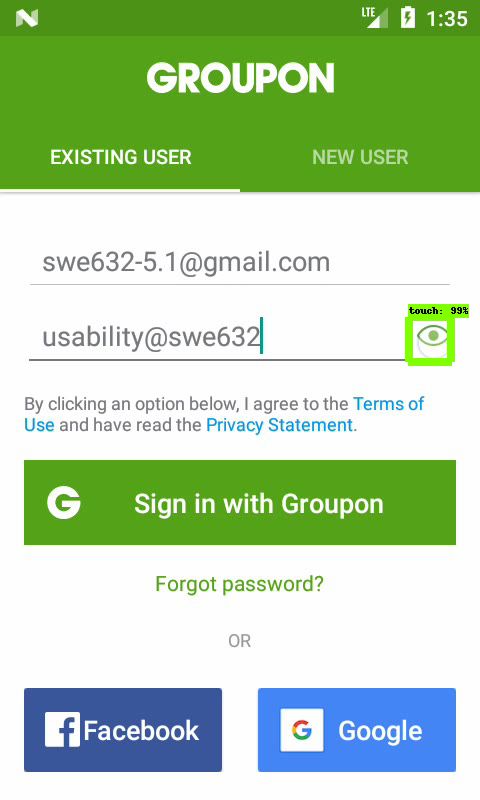 LTE 1:35
GROUPON
EXISTING USER NEW USER
swe632-5.1@gmail.com
touch: 99%
usability@swe632
By clicking an option below, I agree to the Terms of
Use and have read the Privacy Statement.
G Sign in with Groupon
Forgot password?
OR
f Facebook G Google